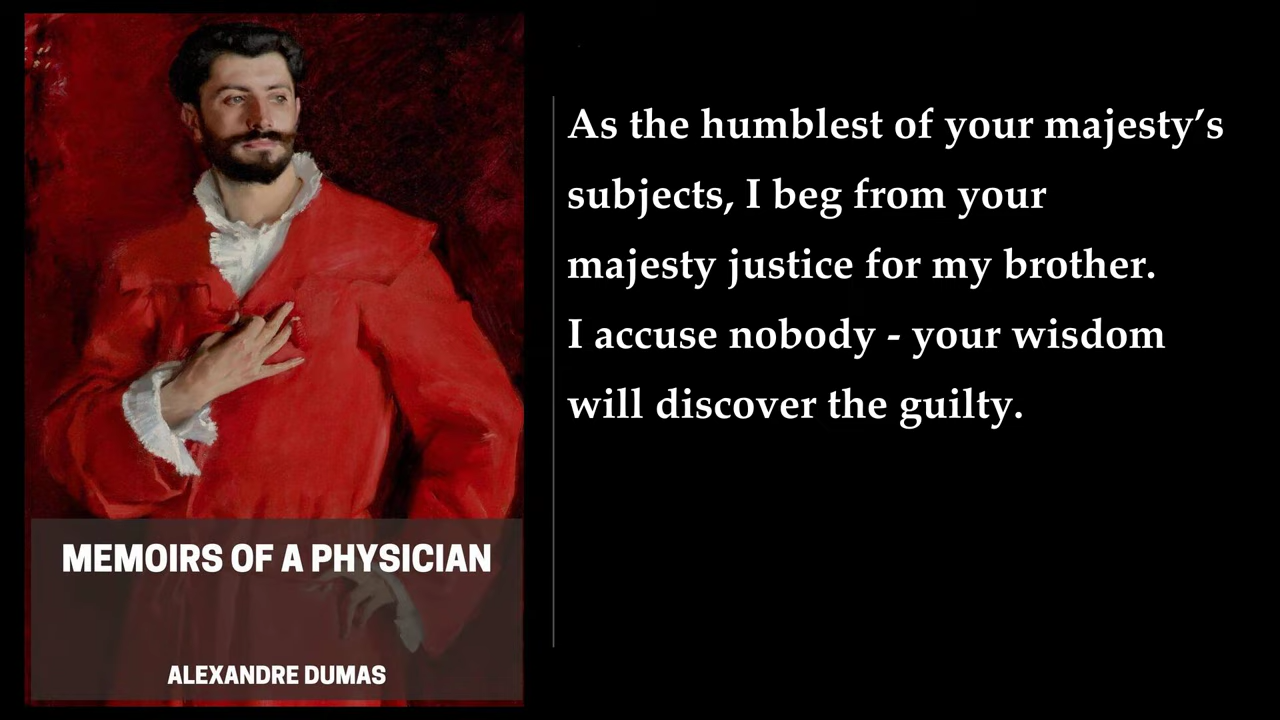 MEMOIRS OF A PHYSICIAN
ALEXANDRE DUMAS
As the humblest of your majesty’s
subjects, I beg from your
majesty justice for my brother.
I accuse nobody - your wisdom
will discover the guilty.